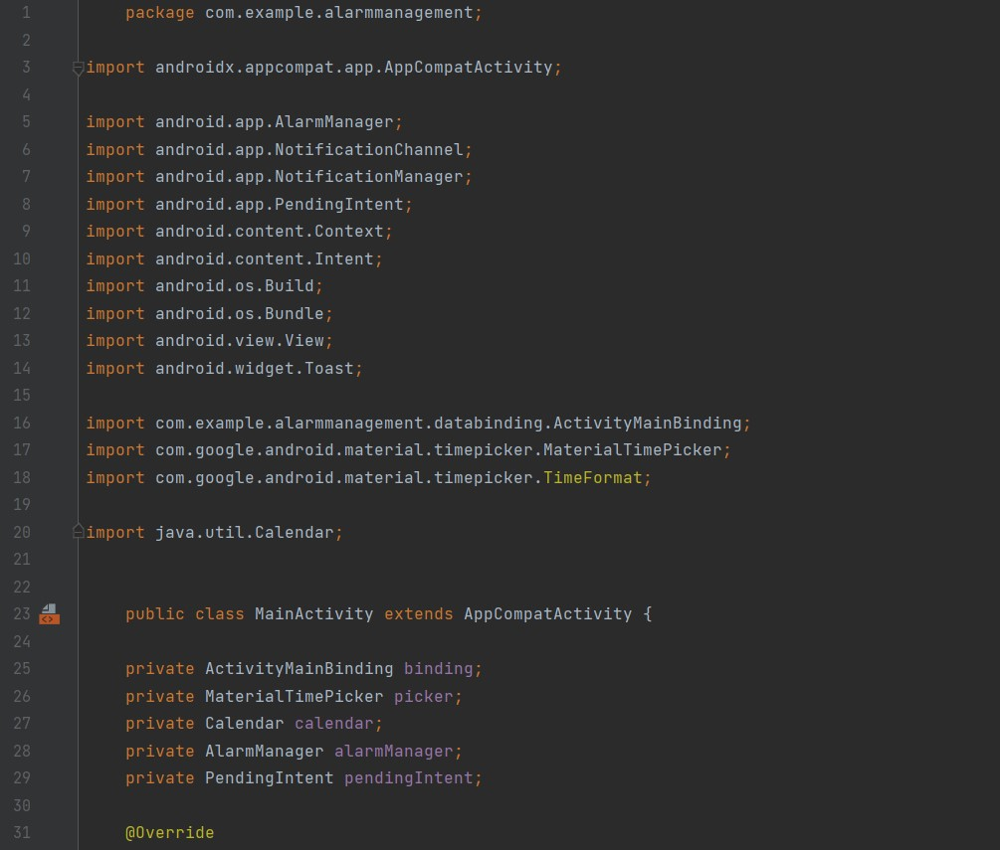 1 package com.example.alarmmanagement;
2
3 import androidx.appcompat.app.AppCompatActivity;
4
5 import android.app.AlarmManager;
6 import android.app.NotificationChannel;
7 import android.app.NotificationManager;
8 import android.app.PendingIntent;
9 import android.content.Context;
10 import android.content.Intent;
11 import android.os.Build;
12 import android.os.Bundle;
13 import android.view.View;
14 import android.widget.Toast;
15
16 import com.example.alarmmanagement.databinding.ActivityMainBinding;
17 import com.google.android.material.timepicker.MaterialTimePicker;
18 import com.google.android.material.timepicker.TimeFormat;
19
20 import java.util.Calendar;
21
22
23 public class MainActivity extends AppCompatActivity {
24
25 private ActivityMainBinding binding;
26 private MaterialTimePicker picker;
27 private Calendar calendar;
28 private AlarmManager alarmManager;
29 private PendingIntent pendingIntent;
30
31 @Override